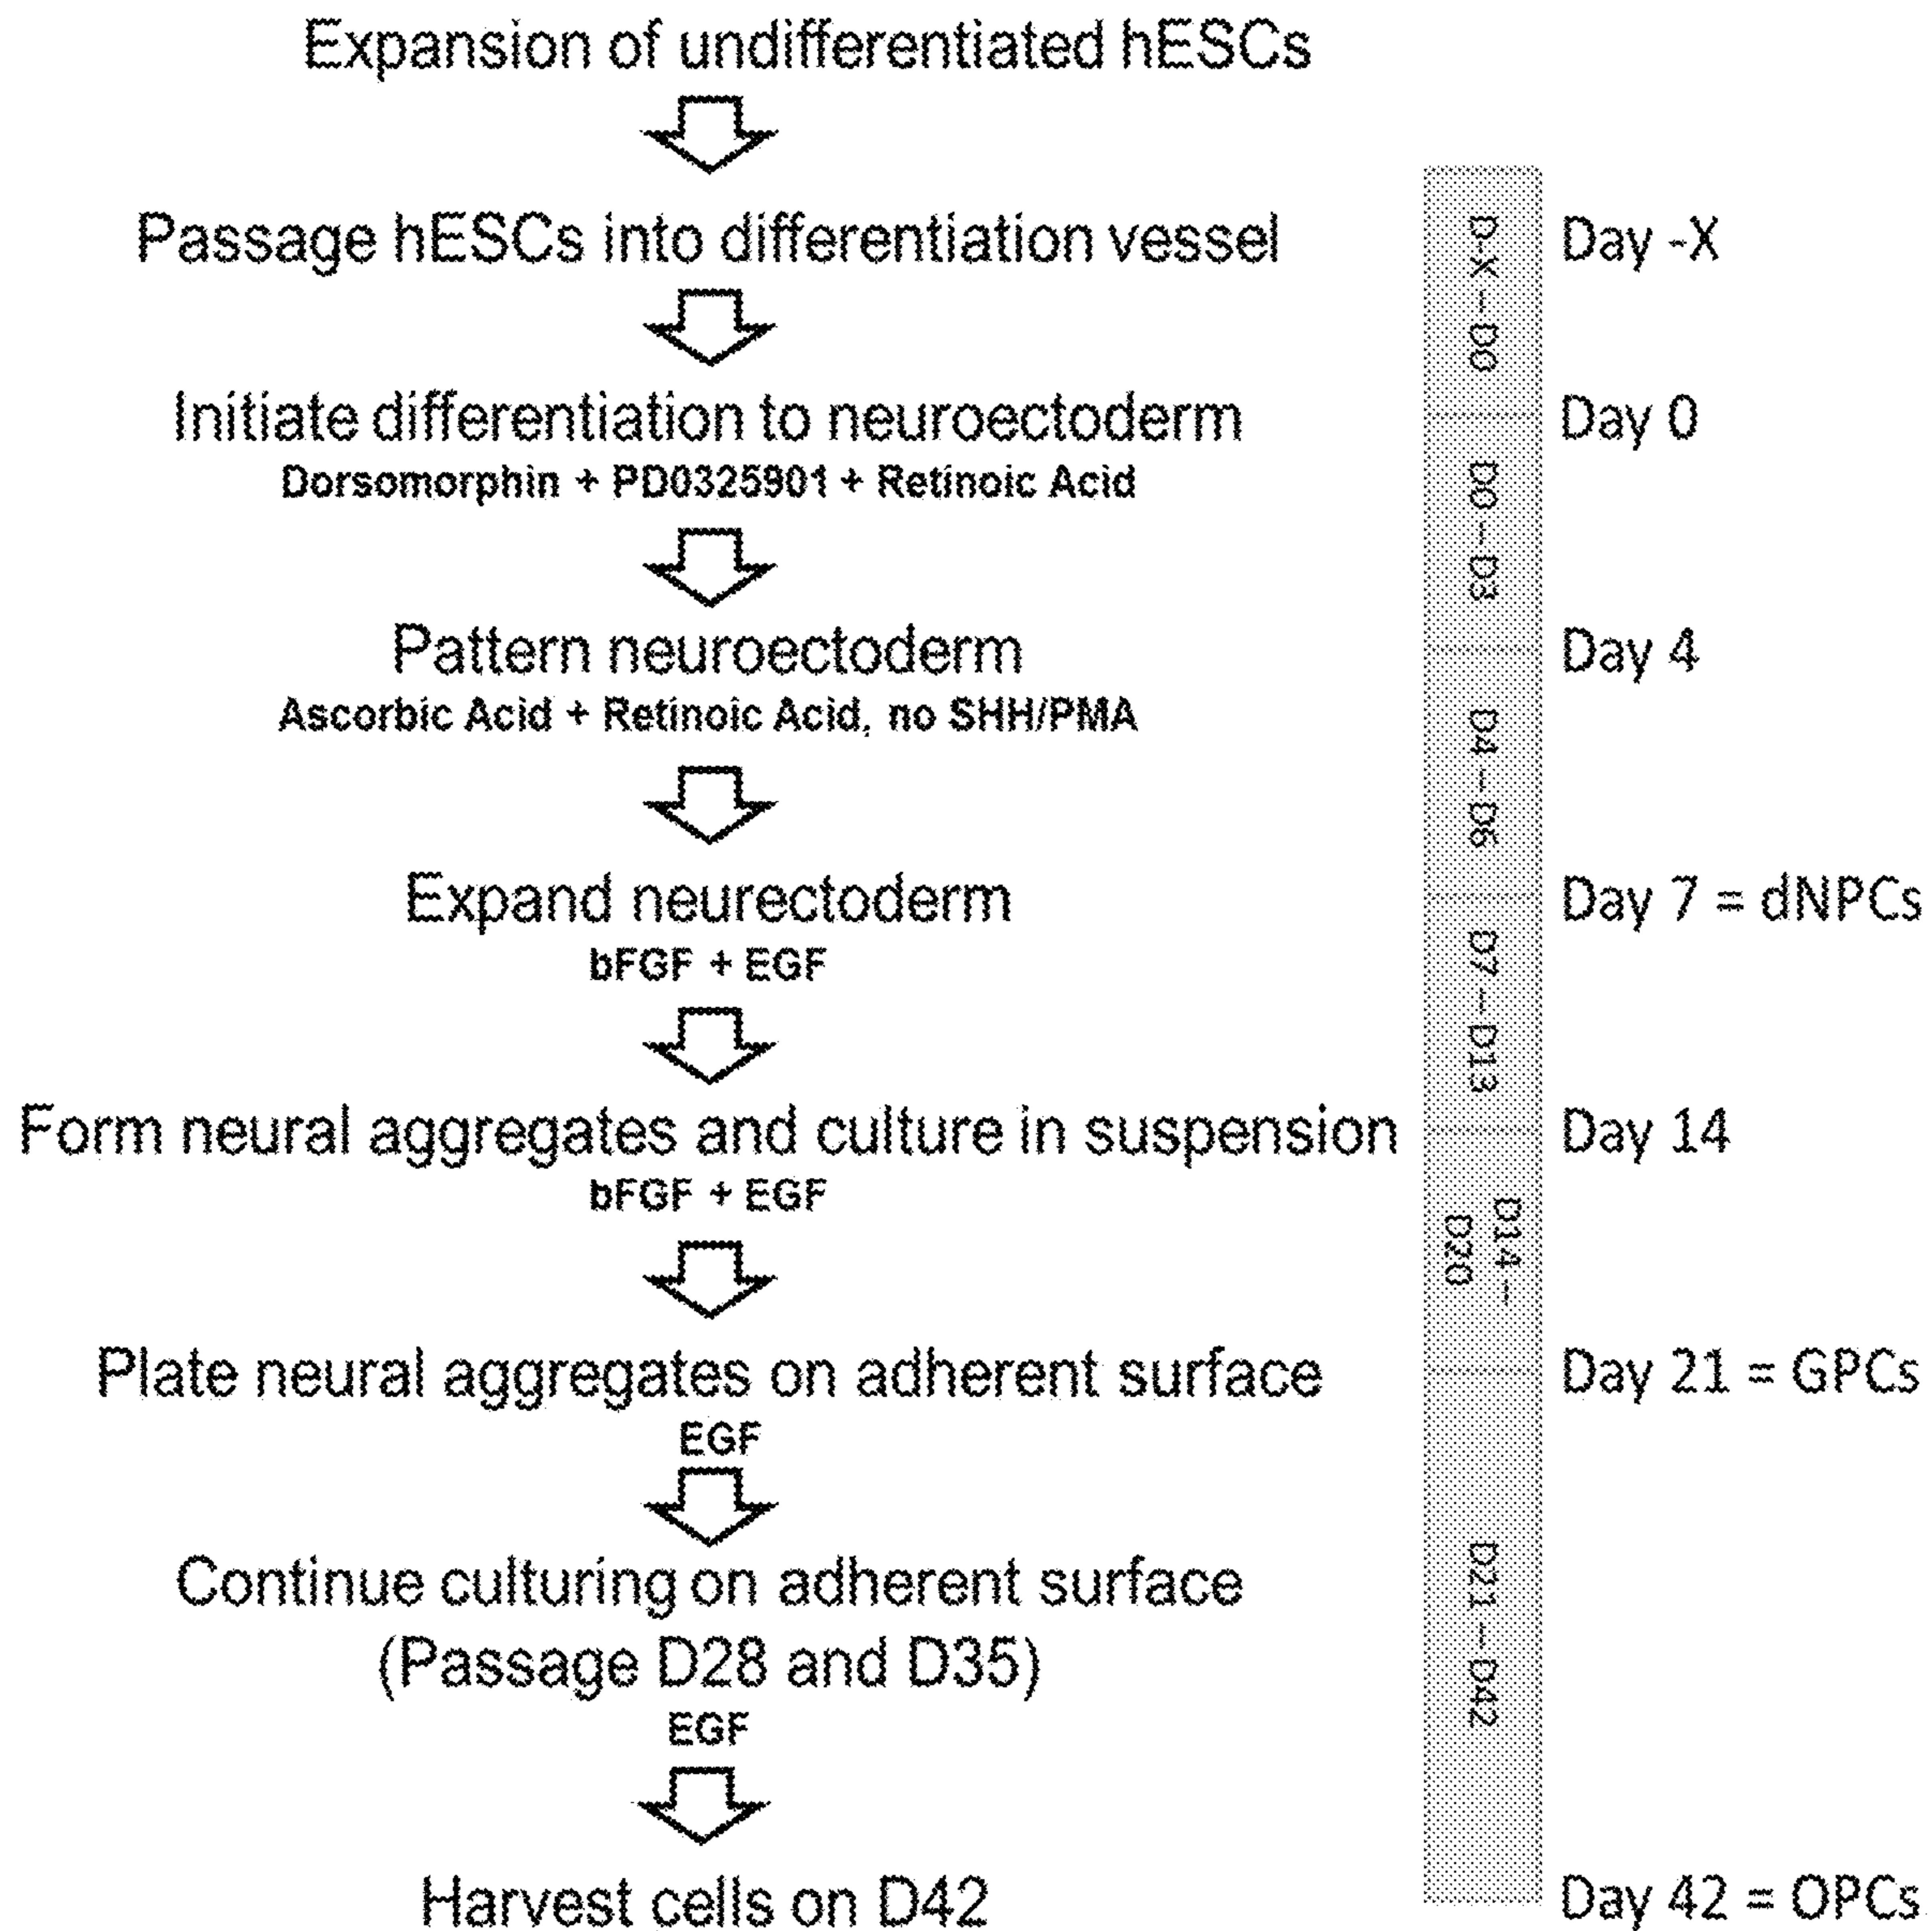 Expansion of undifferentiated hESCs
Passage hESCs into differentiation vessel
D-X -- D0
Day -X
Initiate differentiation to neuroectoderm
Dorsomorphin + PD0325901 + Retinoic Acid
D0 -- D3
Day 0
Pattern neuroectoderm
Ascorbic Acid + Retinoic Acid, no SHH/PMA
D4 -- D6
Day 4
Expand neurectoderm
bFGF + EGF
D7 -- D13
Day 7 = dNPCs
Form neural aggregates and culture in suspension
bFGF + EGF
D14 --
D20
Day 14
Plate neural aggregates on adherent surface
EGF
Day 21 = GPCs
Continue culturing on adherent surface
(Passage D28 and D35)
EGF
D21 -- D42
Harvest cells on D42
Day 42 = OPCs